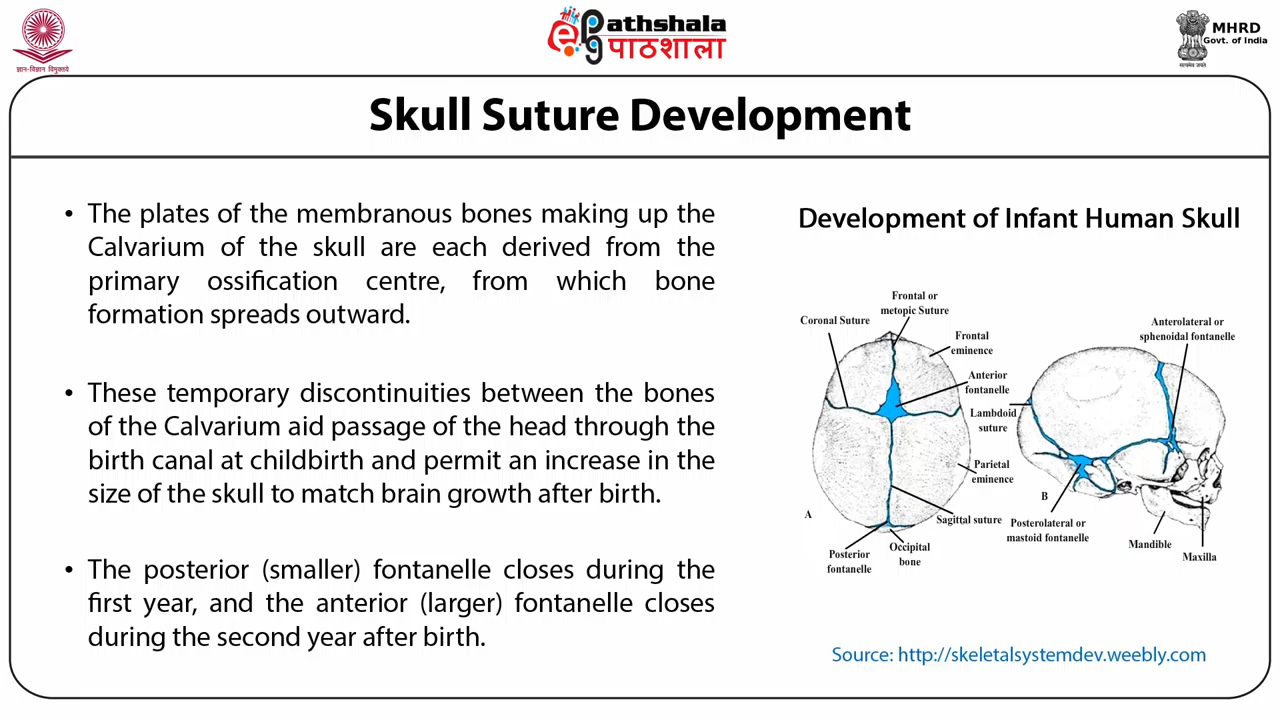 ज्ञान-विज्ञान विमुक्तये
ePG athshala
पाठशाला
MHRD
Govt. of India
सत्यमेव जयते
Skull Suture Development
• The plates of the membranous bones making up the
Calvarium of the skull are each derived from the
primary ossification centre, from which bone
formation spreads outward.
• These temporary discontinuities between the bones
of the Calvarium aid passage of the head through the
birth canal at childbirth and permit an increase in the
size of the skull to match brain growth after birth.
• The posterior (smaller) fontanelle closes during the
first year, and the anterior (larger) fontanelle closes
during the second year after birth.
Development of Infant Human Skull
Frontal or
metopic Suture
Coronal Suture
Frontal
eminence
Anterior
fontanelle
Anterolateral or
sphenoidal fontanelle
Lambdoid
suture
Parietal
eminence
A
B
Sagittal suture
Posterolateral or
mastoid fontanelle
Posterior
fontanelle
Occipital
bone
Mandible
Maxilla
Source: http://skeletalsystemdev.weebly.com